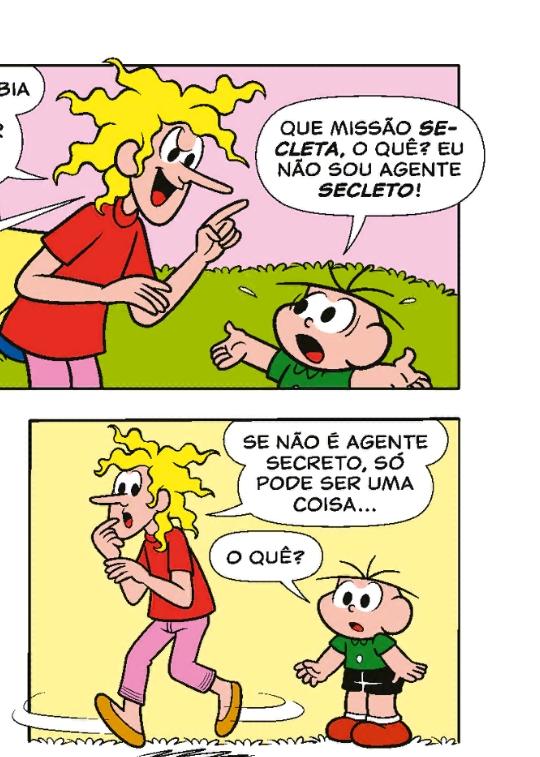 BIA
R
QUE MISSÃO SE-
CLETA, O QUÊ? EU
NÃO SOU AGENTE
SECLETO!
SE NÃO É AGENTE
SECRETO, SÓ
PODE SER UMA
COISA...
O QUÊ?